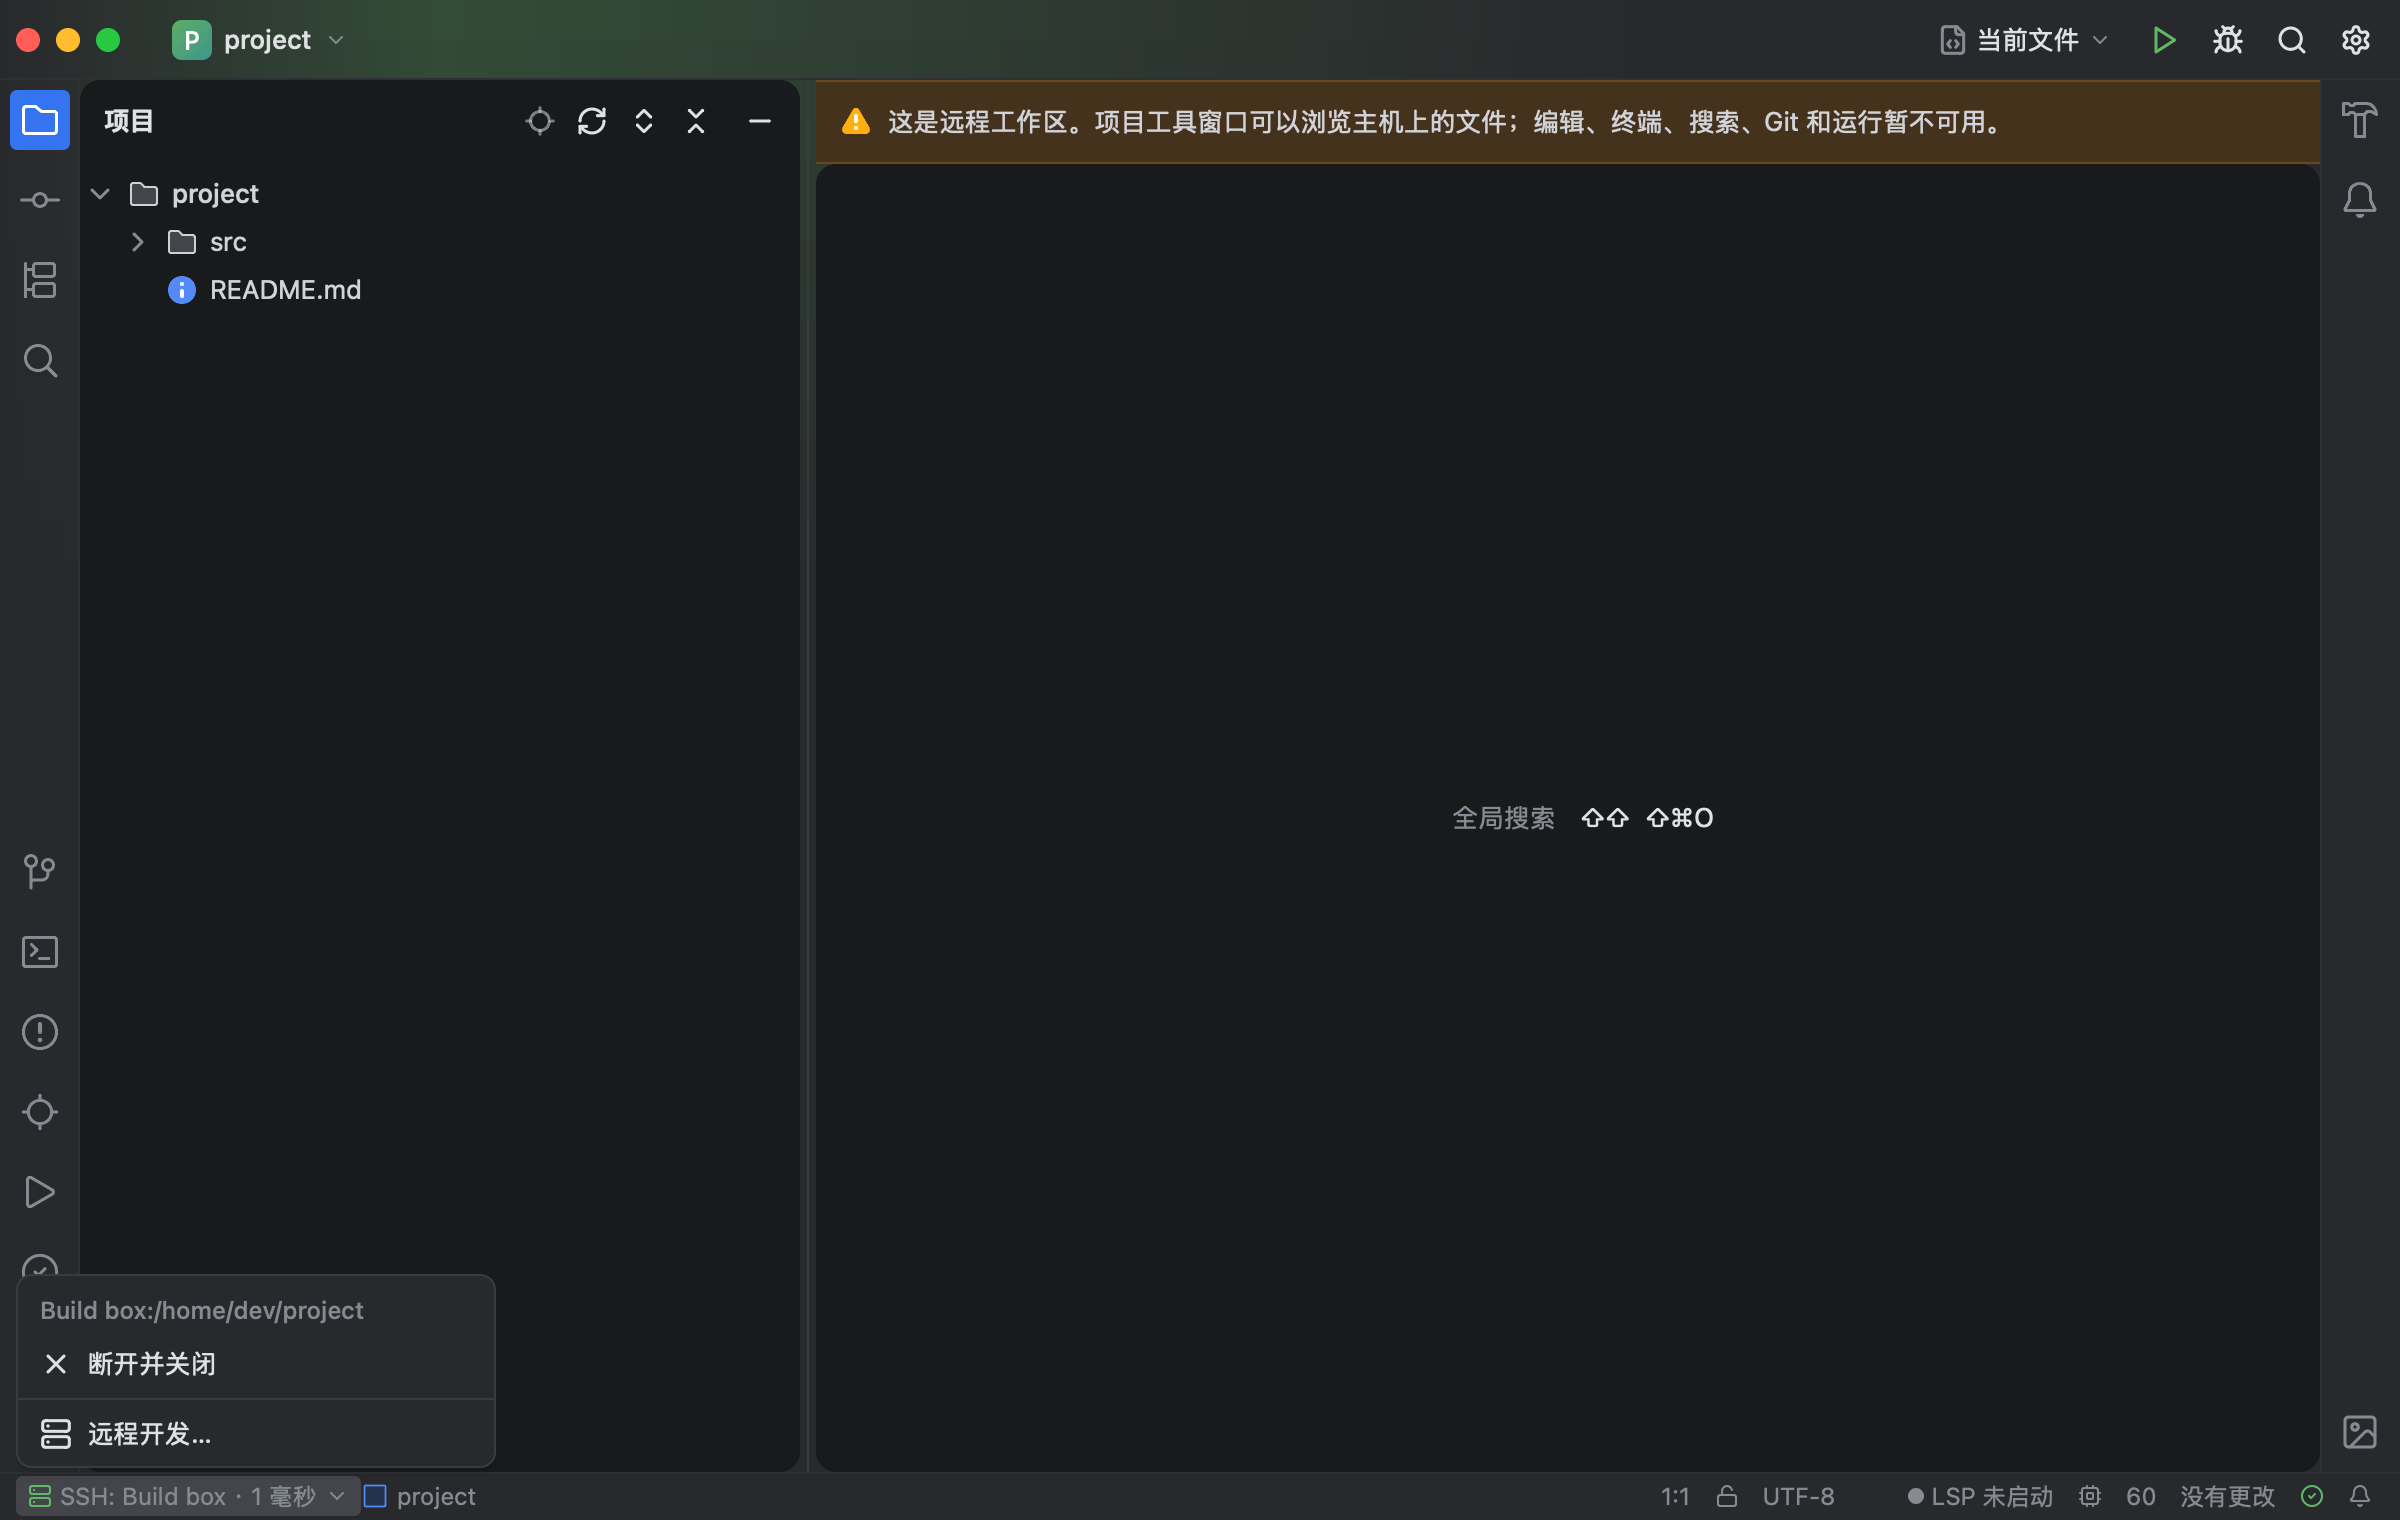 P project
当前文件
项目
这是远程工作区。项目工具窗口可以浏览主机上的文件；编辑、终端、搜索、Git 和运行暂不可用。
project
src
README.md
全局搜索 ⇧⇧ ⇧⌘O
Build box:/home/dev/project
断开并关闭
远程开发...
SSH: Build box · 1 毫秒
project
1:1
UTF-8
LSP 未启动
60
没有更改